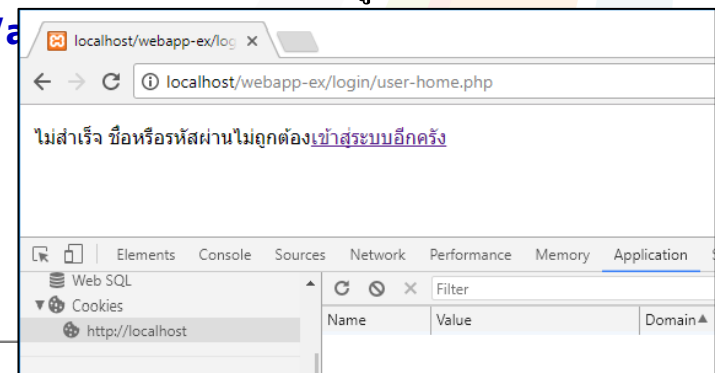 /a
localhost/webapp-ex/log
localhost/webapp-ex/login/user-home.php
ไม่สำเร็จ ชื่อหรือรหัสผ่านไม่ถูกต้องเข้าสู่ระบบอีกครัง
Elements Console Sources Network Performance Memory Application
Web SQL
Filter
Cookies
Name Value Domain
http://localhost